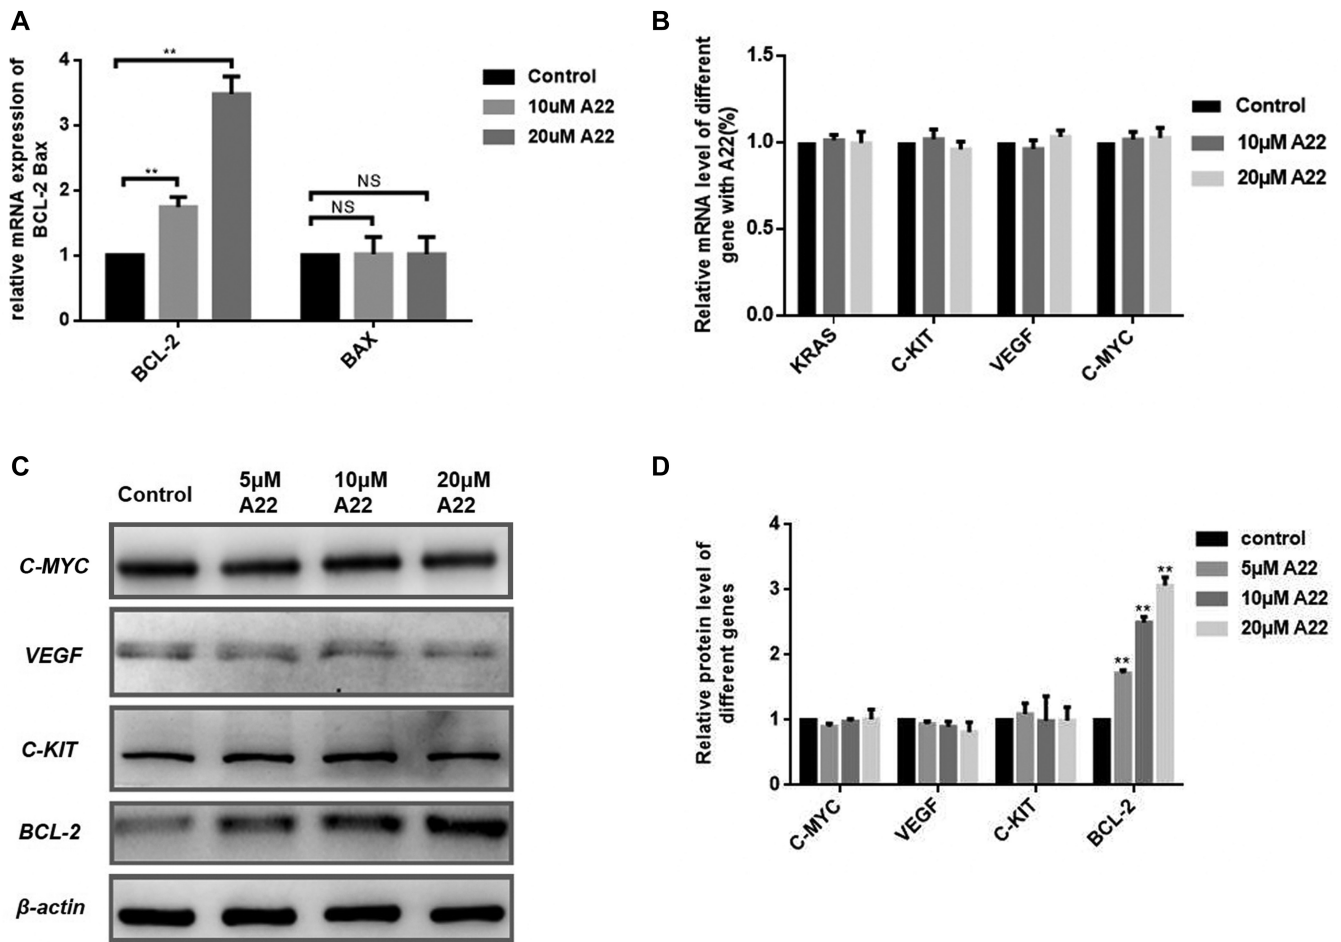 A
relative mRNA expression of
BCL-2 Bax
4
3
2
1
0
**
**
NS
NS
BCL-2
BAX
Control
10uM A22
20uM A22
B
Relative mRNA level of different
gene with A22(%)
1.5
1.0
0.5
0.0
KRAS
C-KIT
VEGF
C-MYC
Control
10μM A22
20μM A22
C
Control
5μM
A22
10μM
A22
20μM
A22
C-MYC
VEGF
C-KIT
BCL-2
β-actin
D
Relative protein level of
different genes
4
3
2
1
0
**
**
**
C-MYC
VEGF
C-KIT
BCL-2
control
5μM A22
10μM A22
20μM A22